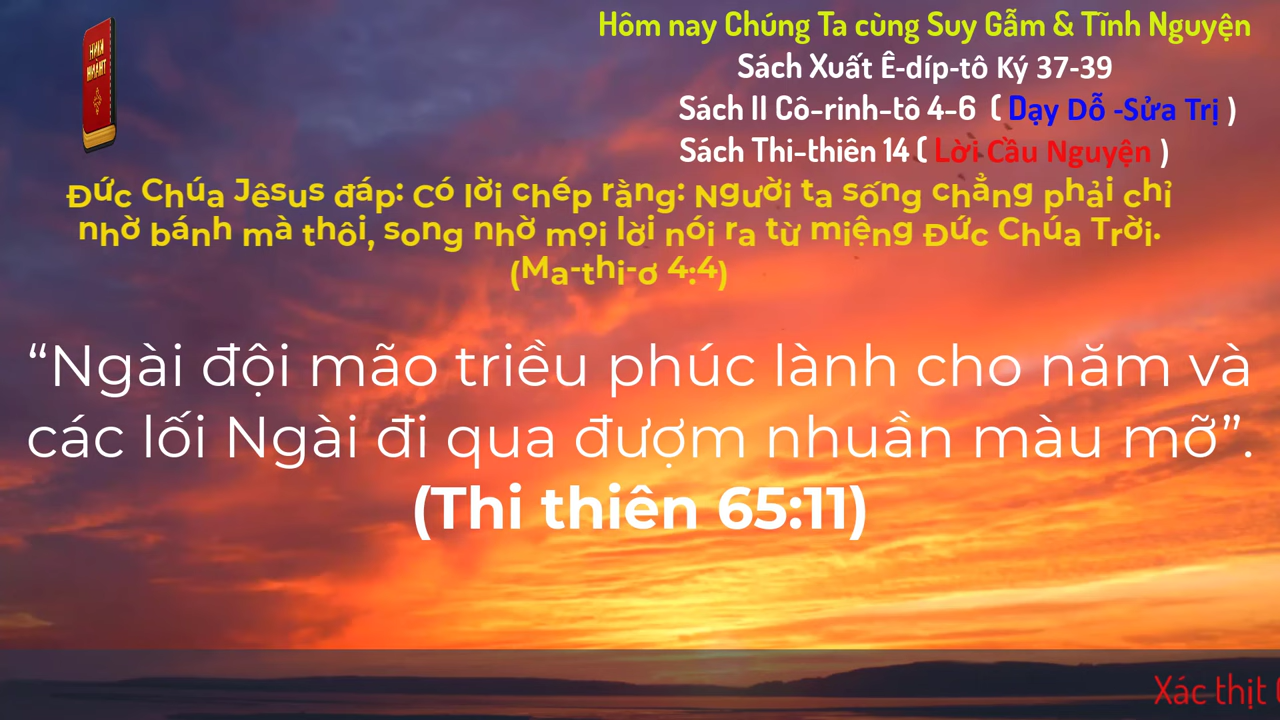 KINH
THÁNH
Hôm nay Chúng Ta cùng Suy Gẫm & Tĩnh Nguyện
Sách Xuất Ê-díp-tô Ký 37-39
Sách II Cô-rinh-tô 4-6 ( Dạy Dỗ -Sửa Trị )
Sách Thi-thiên 14 ( Lời Cầu Nguyện )
Đức Chúa Jêsus đáp: Có lời chép rằng: Người ta sống chẳng phải chỉ
nhờ bánh mà thôi, song nhờ mọi lời nói ra từ miệng Đức Chúa Trời.
(Ma-thi-ơ 4:4)
“Ngài đội mão triều phúc lành cho năm và
các lối Ngài đi qua đượm nhuần màu mỡ”.
(Thi thiên 65:11)
Xác thịt